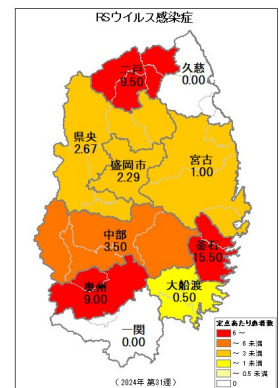 RSウイルス感染症
二戸
9.50
久慈
0.00
県央
2.67
盛岡市
2.29
宮古
1.00
中部
3.50
釜石
15.50
奥州
9.00
大船渡
0.50
一関
0.00
定点あたり患者数
6～
～6未満
～3未満
～1未満
～0.5未満
0
（2024年 第31週）